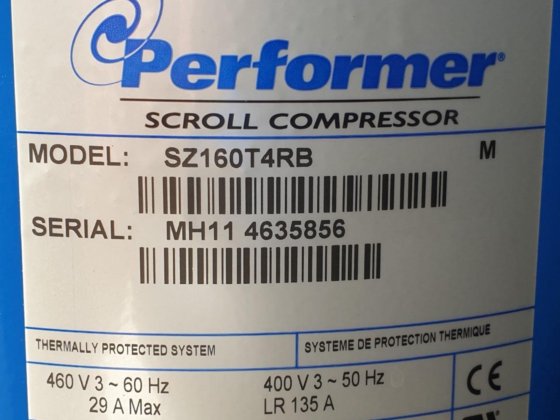 Performer®
SCROLL COMPRESSOR
MODEL: SZ160T4RB M
SERIAL: MH11 4635856
THERMALLY PROTECTED SYSTEM SYSTEME DE PROTECTION THERMIQUE
460 V 3 ~ 60 Hz 400 V 3 ~ 50 Hz CE
29 A Max LR 135 A